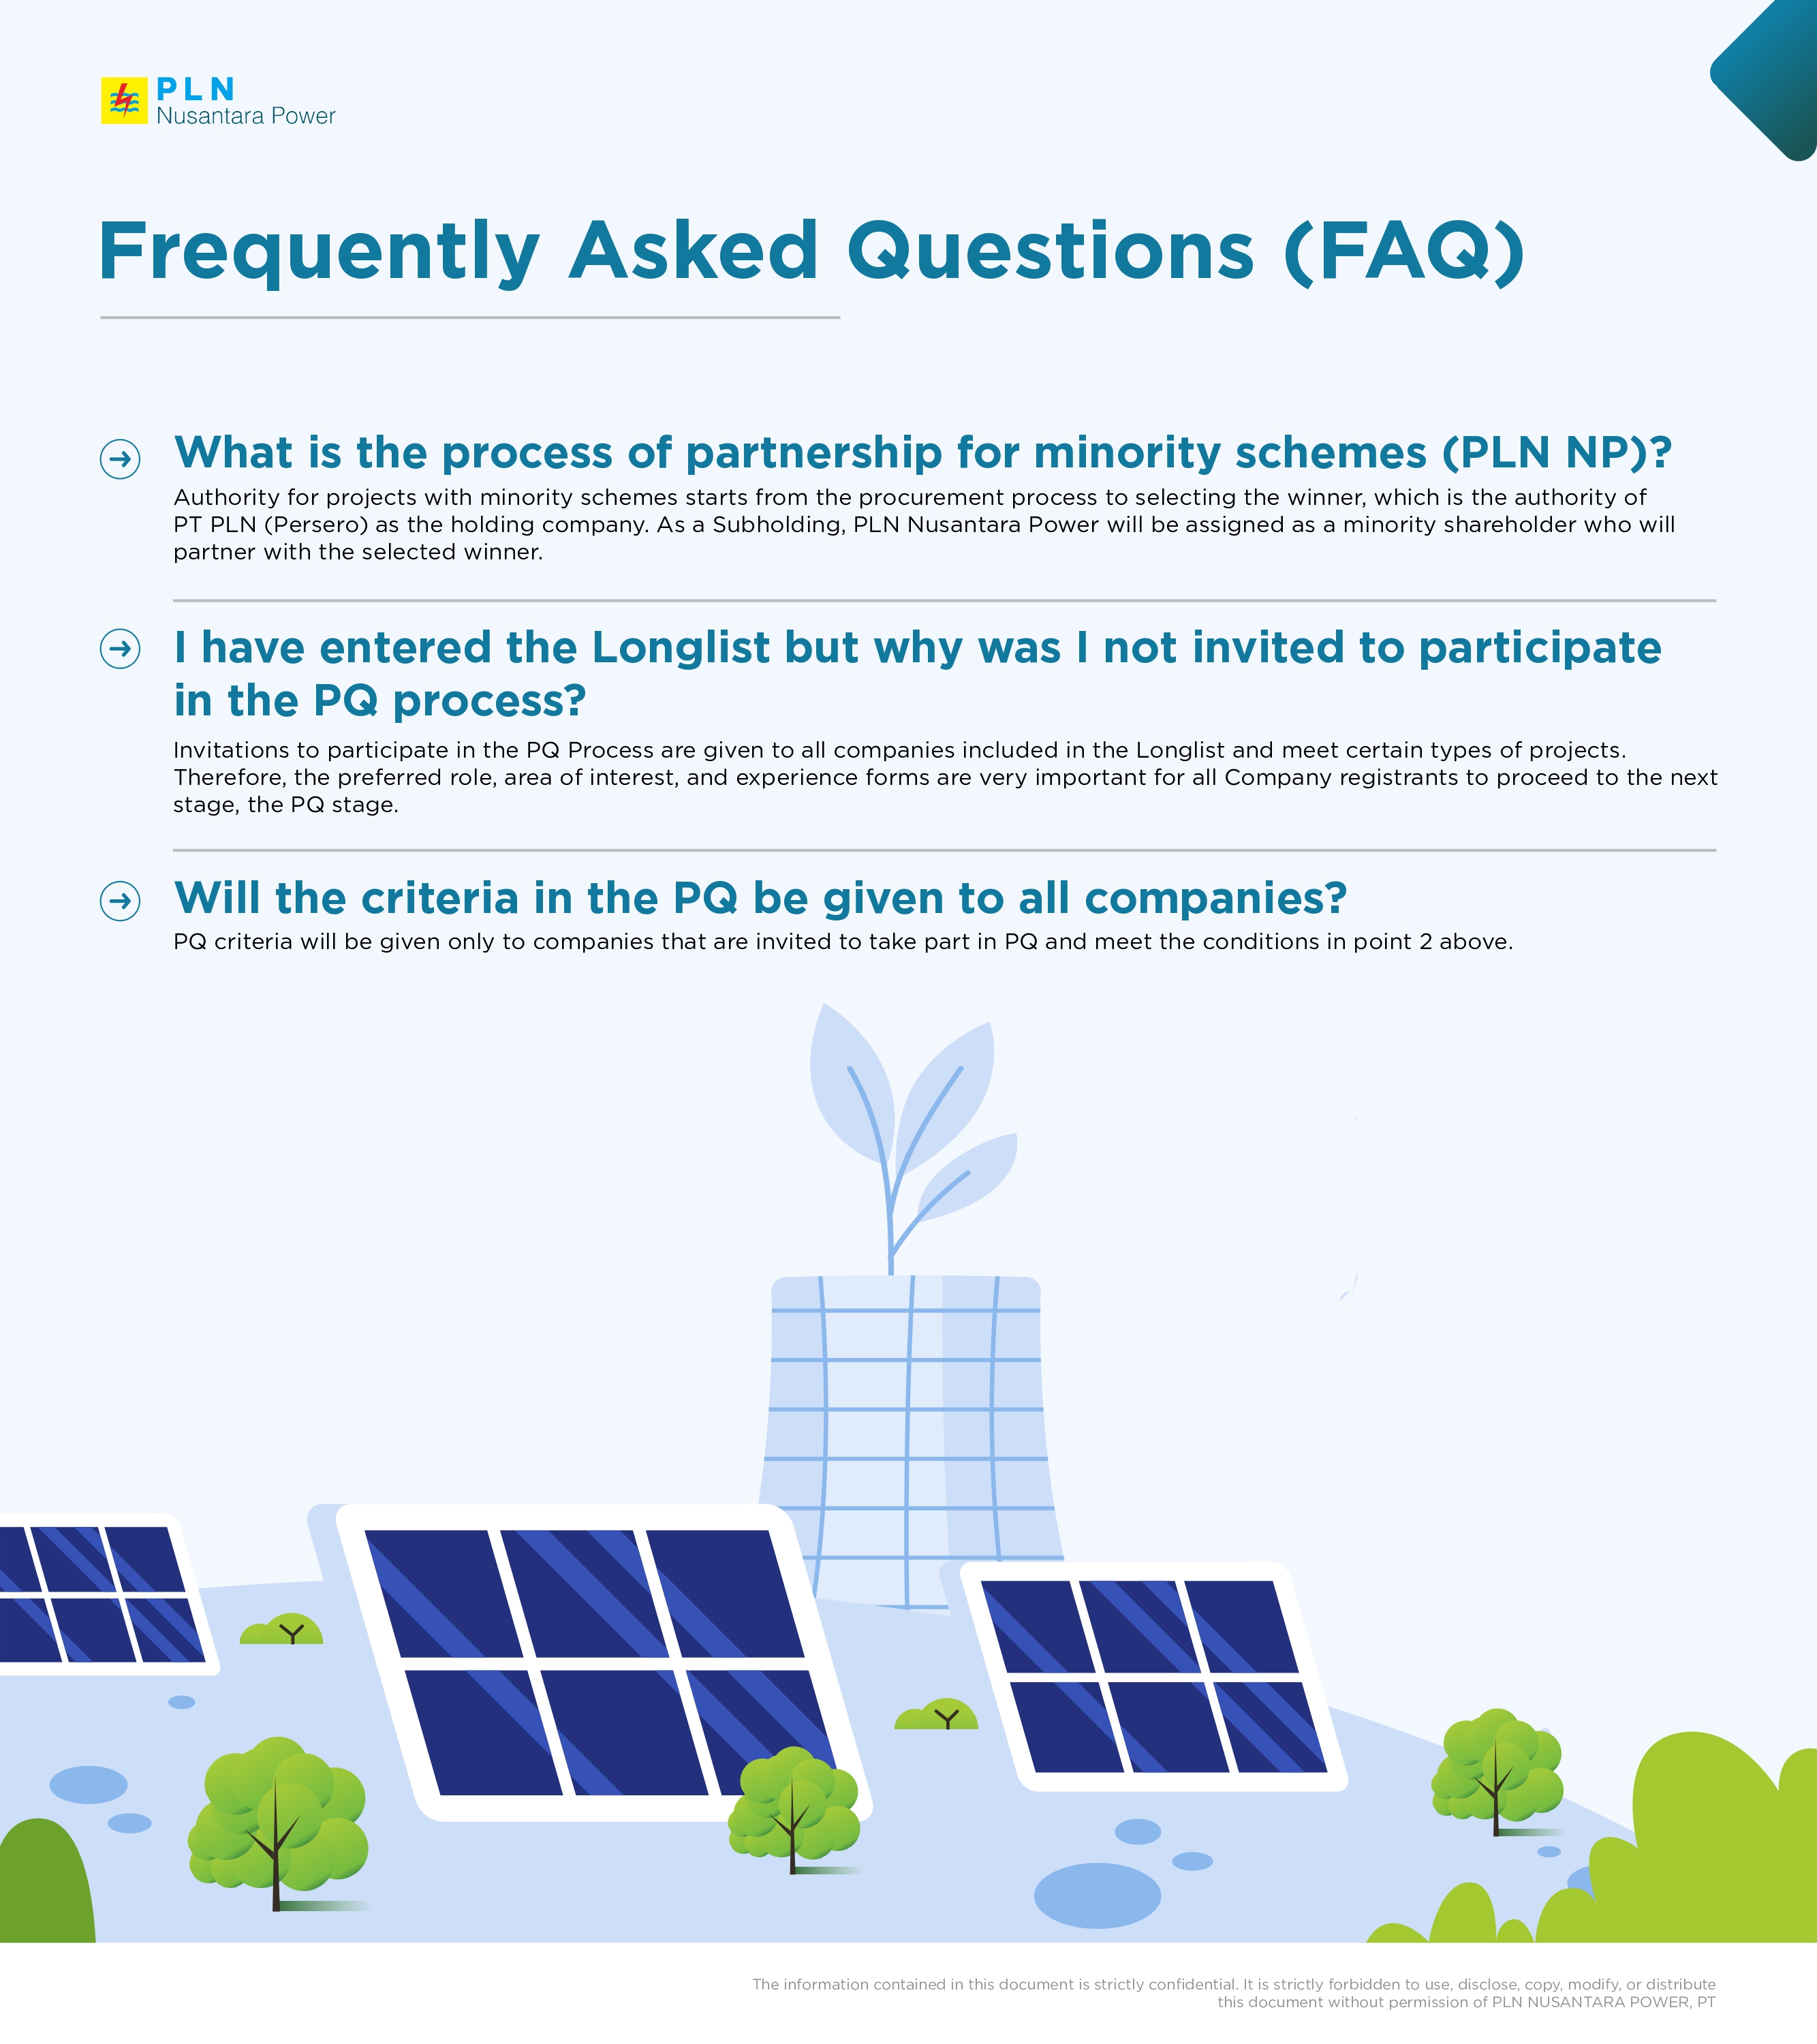 PLN
Nusantara Power
Frequently Asked Questions (FAQ)
What is the process of partnership for minority schemes (PLN NP)?
Authority for projects with minority schemes starts from the procurement process to selecting the winner, which is the authority of
PT PLN (Persero) as the holding company. As a Subholding, PLN Nusantara Power will be assigned as a minority shareholder who will
partner with the selected winner.
I have entered the Longlist but why was I not invited to participate
in the PQ process?
Invitations to participate in the PQ Process are given to all companies included in the Longlist and meet certain types of projects.
Therefore, the preferred role, area of interest, and experience forms are very important for all Company registrants to proceed to the next
stage, the PQ stage.
Will the criteria in the PQ be given to all companies?
PQ criteria will be given only to companies that are invited to take part in PQ and meet the conditions in point 2 above.
The information contained in this document is strictly confidential. It is strictly forbidden to use, disclose, copy, modify, or distribute
this document without permission of PLN NUSANTARA POWER, PT